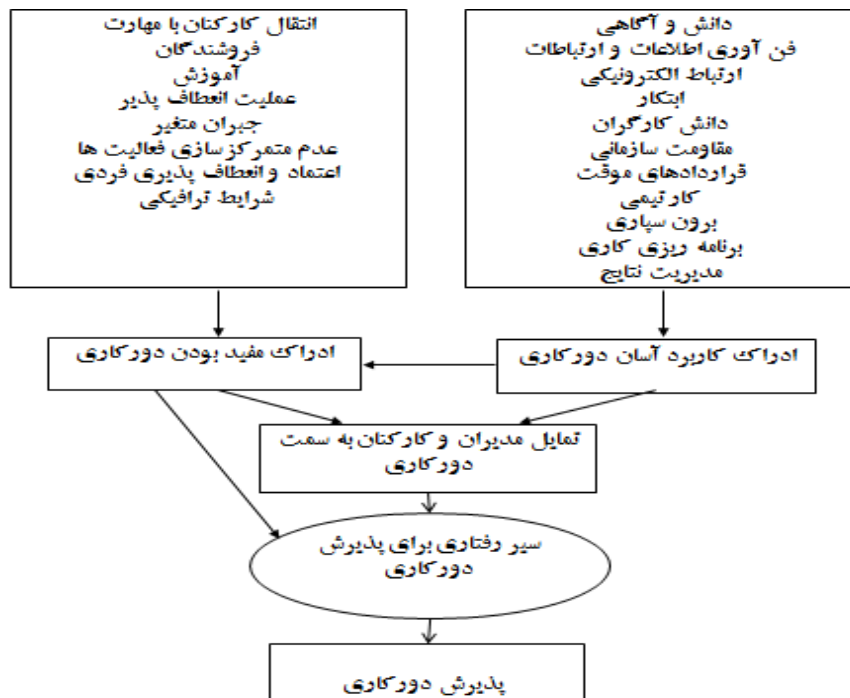 دانش و آگاهی
فن آوری اطلاعات و ارتباطات
ارتباط الکترونیکی
ابتکار
دانش کارگران
مقاومت سازمانی
قراردادهای موقت
کار تیمی
برون سپاری
برنامه ریزی کاری
مدیریت نتایج
انتقال کارکنان با مهارت
فروشندگان
آموزش
عملیت انعطاف پذیر
جبران متغیر
عدم متمرکز سازی فعالیت ها
اعتماد و انعطاف پذیری فردی
شرایط ترافیکی
ادراک کاربرد آسان دورکاری
ادراک مفید بودن دورکاری
تمایل مدیران و کارکنان به سمت
دورکاری
سیر رفتاری برای پذیرش
دورکاری
پذیرش دورکاری